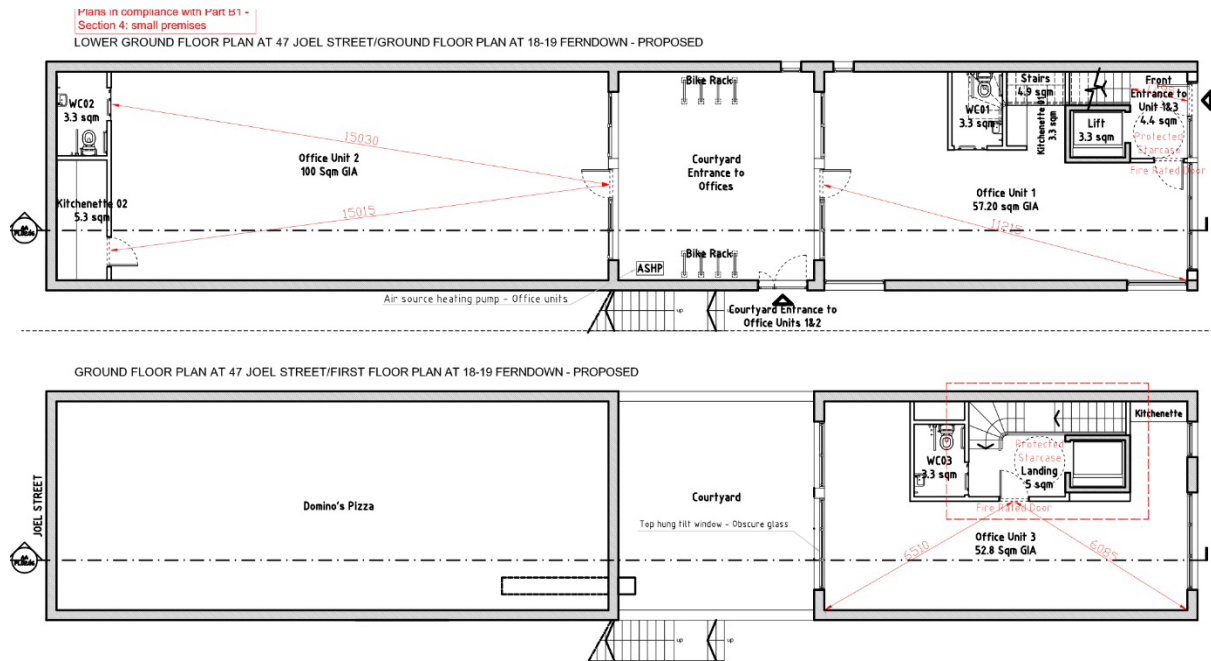 Plans in compliance with Part B1 -
Section 4: small premises
LOWER GROUND FLOOR PLAN AT 47 JOEL STREET/GROUND FLOOR PLAN AT 18-19 FERNDOWN - PROPOSED
WC02
3.3 sqm
Kitchenette 02
5.3 sqm
15030
Office Unit 2
100 Sqm GIA
15015
Bike Rack
Courtyard
Entrance to
Offices
Bike Rack
ASHP
Air source heating pump - Office units
up
up
Courtyard Entrance to
Office Units 1&2
WC01
3.3 sqm
Stairs
4.9 sqm
Kitchenette 01
3.3 sqm
Lift
3.3 sqm
Front
Entrance to
Unit 1&3
4.4 sqm
Protected
Starcase
Fire Rated Door
Office Unit 1
57.20 sqm GIA
11215
GROUND FLOOR PLAN AT 47 JOEL STREET/FIRST FLOOR PLAN AT 18-19 FERNDOWN - PROPOSED
JOEL STREET
Domino's Pizza
Courtyard
Top hung tilt window - Obscure glass
up
up
WC03
3.3 sqm
Protected
Starcase
Landing
5 sqm
Fire Rated Door
Kitchenette
Office Unit 3
52.8 Sqm GIA
6510
6085